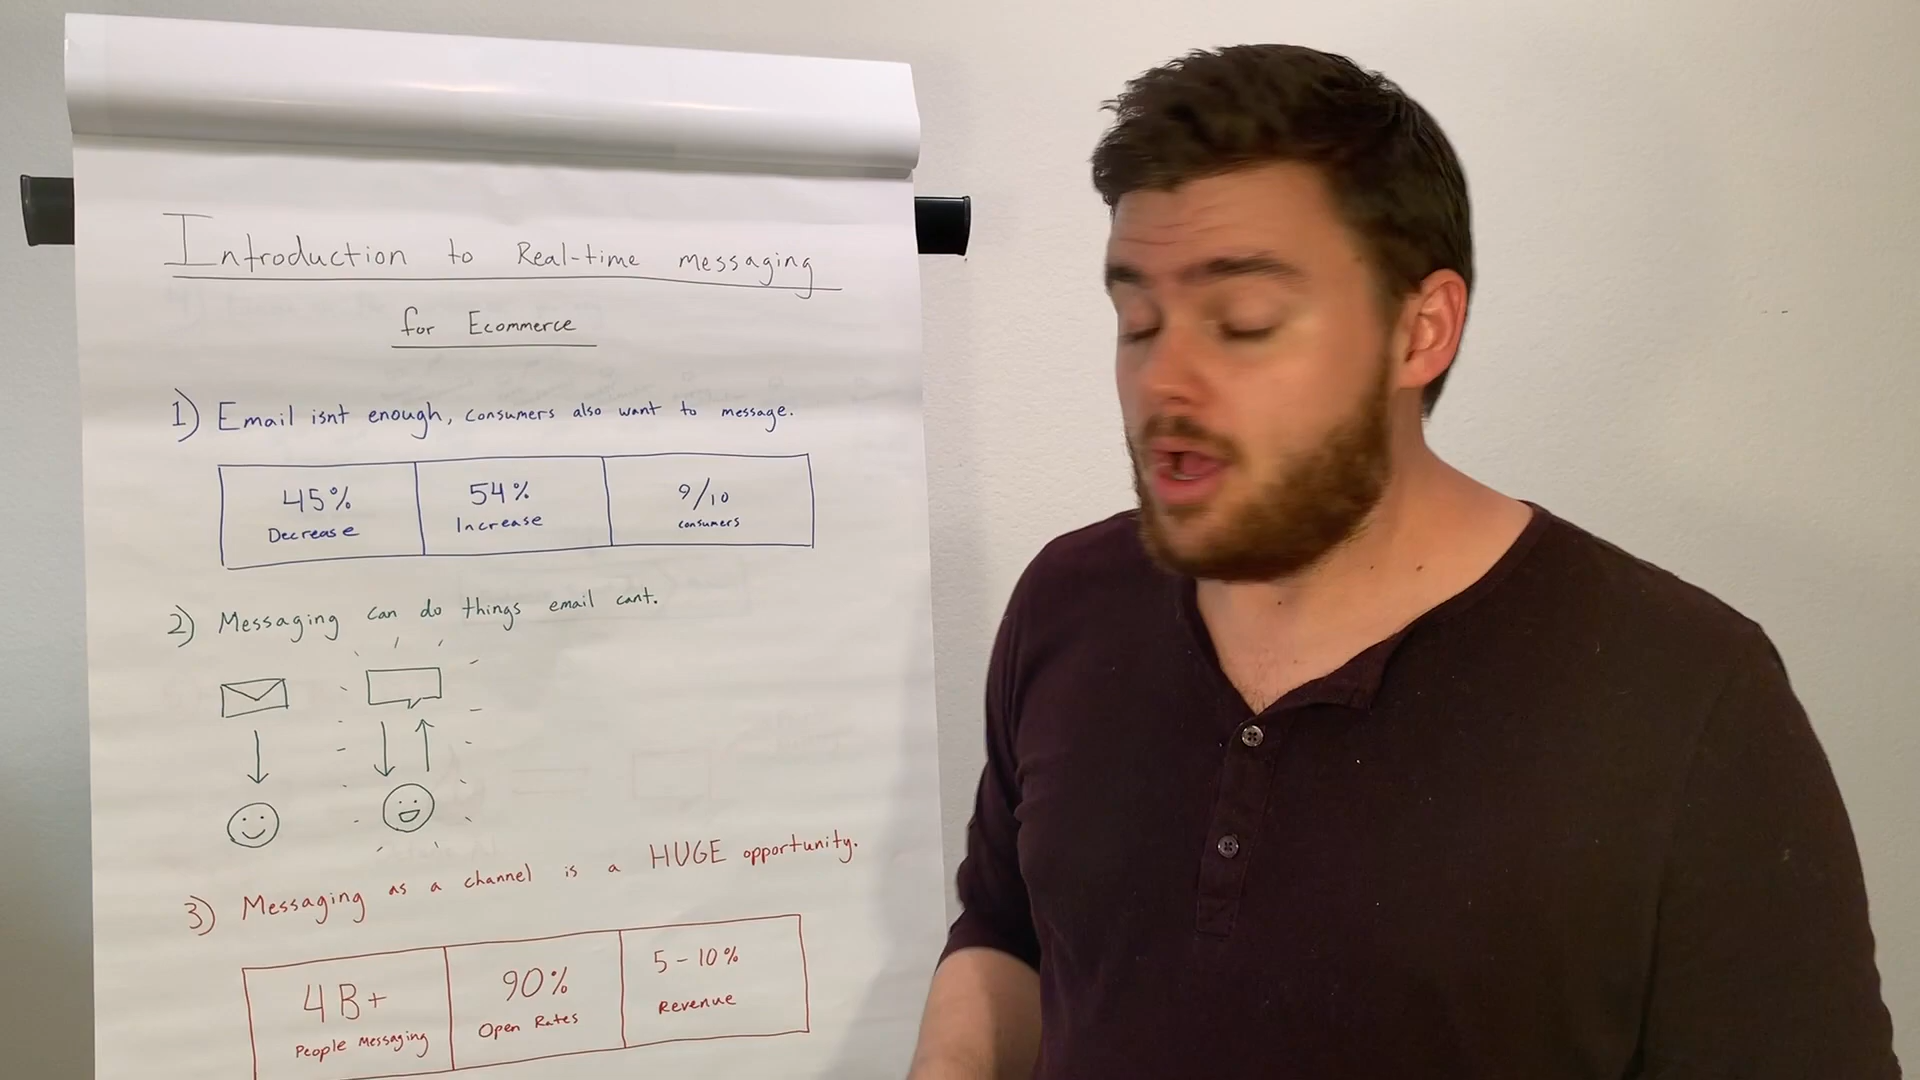 Introduction to Real-time messaging
for Ecommerce
1) Email isnt enough, consumers also want to message.
45% Decrease
54% Increase
9/10 consumers
2) Messaging can do things email cant.
3) Messaging as a channel is a HUGE opportunity.
4B+ People Messaging
90% Open Rates
5-10% Revenue